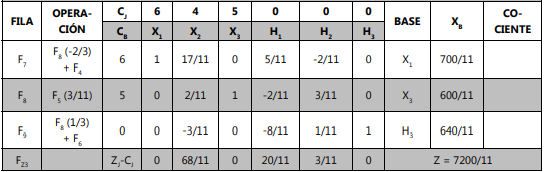 FILA OPERA-CIÓN CJ 6 4 5 0 0 0 BASE XB CO-CIENTE
CB X1 X2 X3 H1 H2 H3
F7 F8 (-2/3) + F4 6 1 17/11 0 5/11 -2/11 0 X1 700/11
F8 F5 (3/11) 5 0 2/11 1 -2/11 3/11 0 X3 600/11
F9 F8 (1/3) + F6 0 0 -3/11 0 -8/11 1/11 1 H3 640/11
FZ3 ZJ-CJ 0 68/11 0 20/11 3/11 0 Z = 7200/11